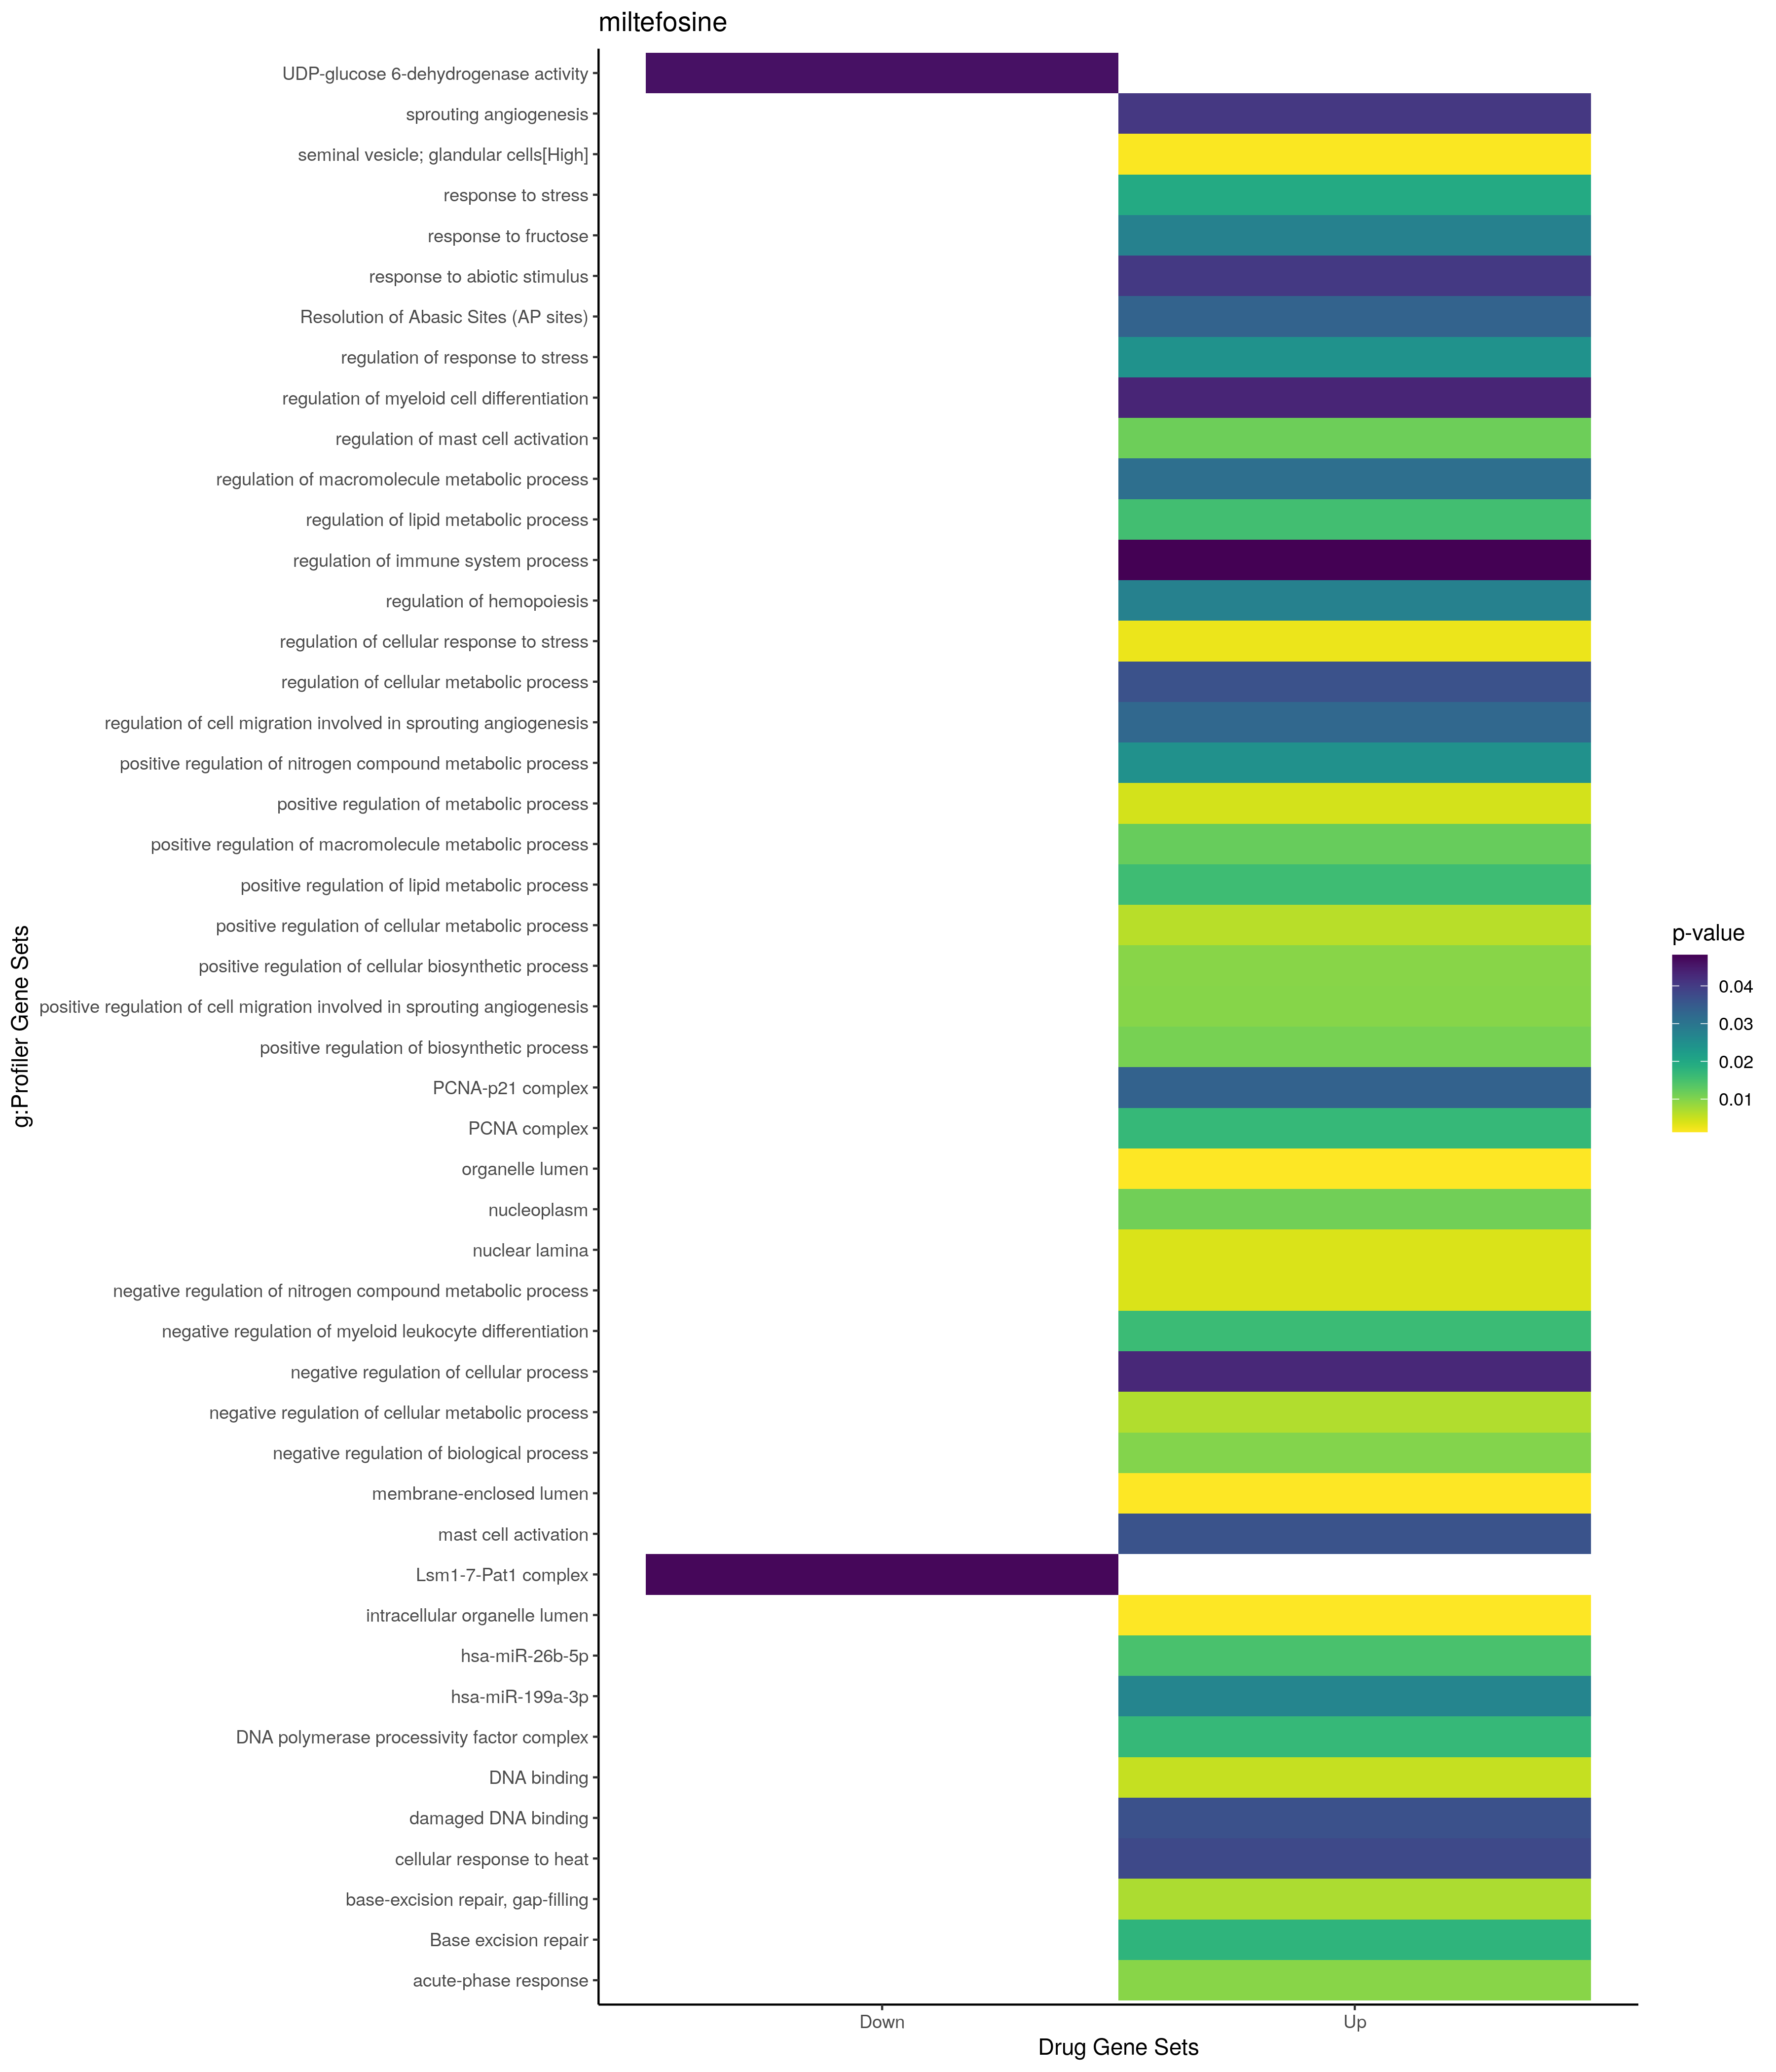 miltefosine
UDP-glucose 6-dehydrogenase activity
sprouting angiogenesis
seminal vesicle; glandular cells[High]
response to stress
response to fructose
response to abiotic stimulus
Resolution of Abasic Sites (AP sites)
regulation of response to stress
regulation of myeloid cell differentiation
regulation of mast cell activation
regulation of macromolecule metabolic process
regulation of lipid metabolic process
regulation of immune system process
regulation of hemopoiesis
regulation of cellular response to stress
regulation of cellular metabolic process
regulation of cell migration involved in sprouting angiogenesis
positive regulation of nitrogen compound metabolic process
positive regulation of metabolic process
positive regulation of macromolecule metabolic process
positive regulation of lipid metabolic process
positive regulation of cellular metabolic process
positive regulation of cellular biosynthetic process
positive regulation of cell migration involved in sprouting angiogenesis
positive regulation of biosynthetic process
PCNA-p21 complex
PCNA complex
organelle lumen
nucleoplasm
nuclear lamina
negative regulation of nitrogen compound metabolic process
negative regulation of myeloid leukocyte differentiation
negative regulation of cellular process
negative regulation of cellular metabolic process
negative regulation of biological process
membrane-enclosed lumen
mast cell activation
Lsm1-7-Pat1 complex
intracellular organelle lumen
hsa-miR-26b-5p
hsa-miR-199a-3p
DNA polymerase processivity factor complex
DNA binding
damaged DNA binding
cellular response to heat
base-excision repair, gap-filling
Base excision repair
acute-phase response
g:Profiler Gene Sets
Down
Up
Drug Gene Sets
p-value
0.04
0.03
0.02
0.01